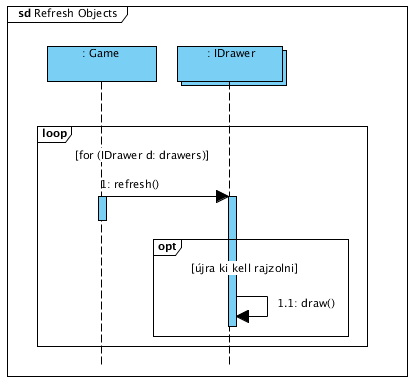 sd Refresh Objects
: Game
: IDrawer
loop
[for (IDrawer d: drawers)]
1: refresh()
opt
[újra ki kell rajzolni]
1.1: draw()